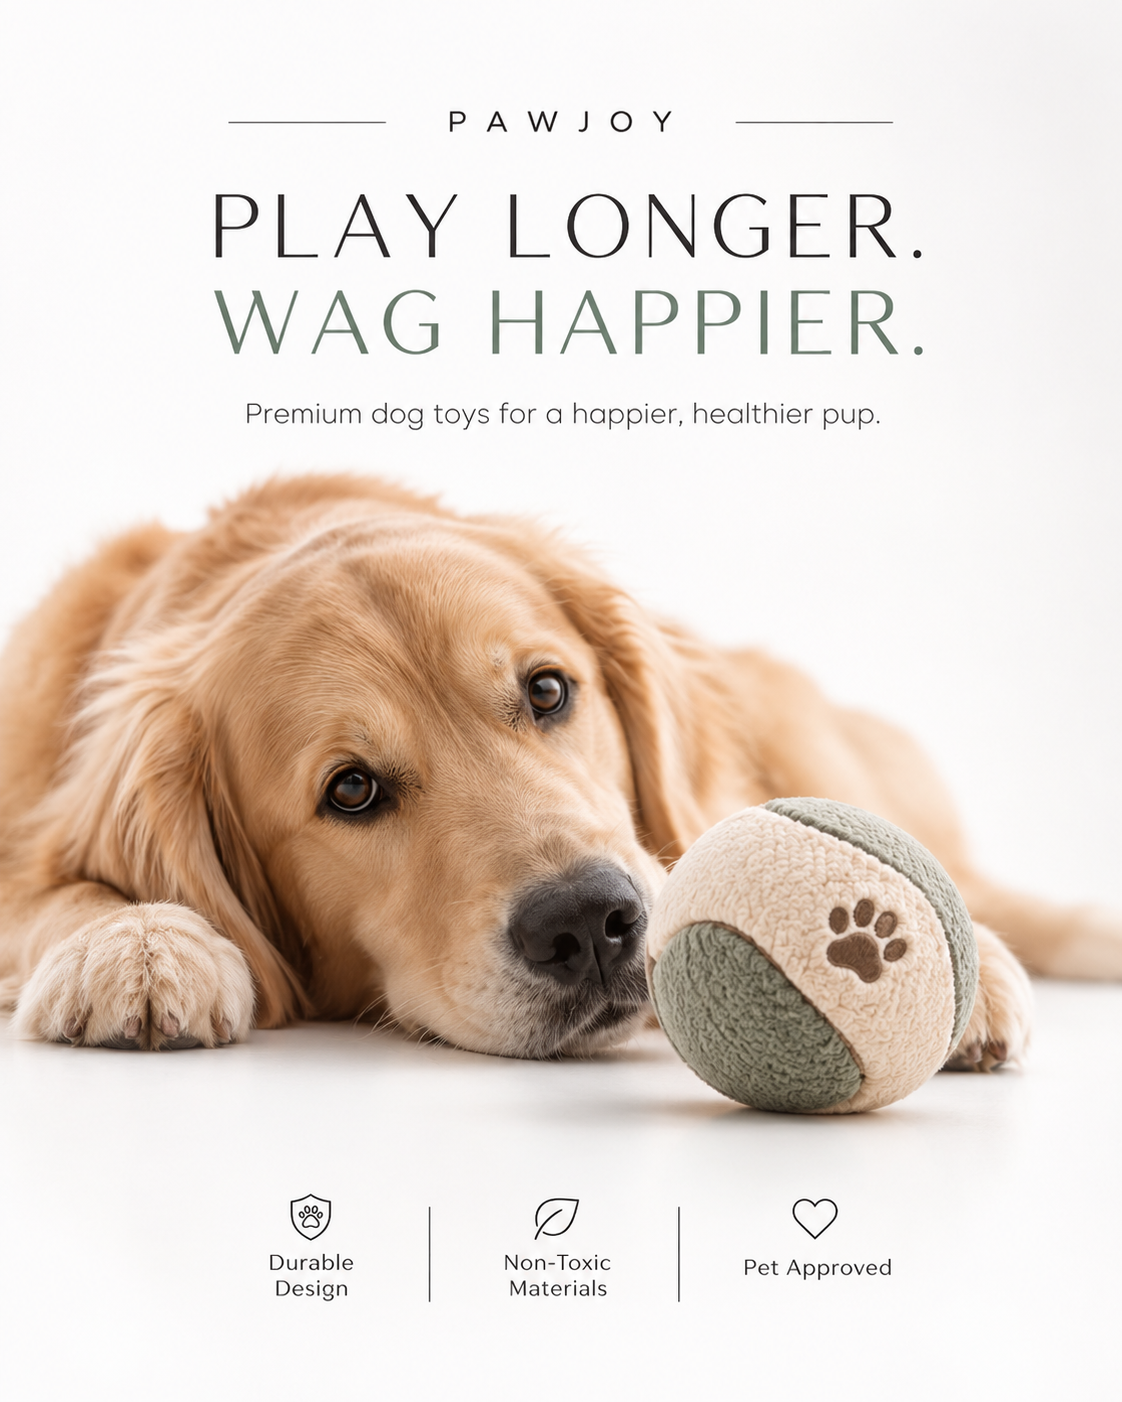 PAWJOY
PLAY LONGER.
WAG HAPPIER.
Premium dog toys for a happier, healthier pup.
Durable
Design
Non-Toxic
Materials
Pet Approved